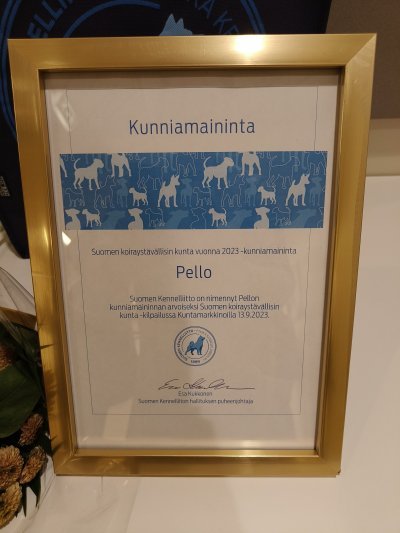 Kunniamaininta
Suomen koiraystävällisin kunta vuonna 2023 -kunniamaininta
Pello
Suomen Kennelliitto on nimennyt Pellon
kunniamaininnan arvoiseksi Suomen koiraystävällisin
kunta -kilpailussa Kuntamarkkinoilla 13.9.2023.
Suomen Kennelliiton hallituksen puheenjohtaja